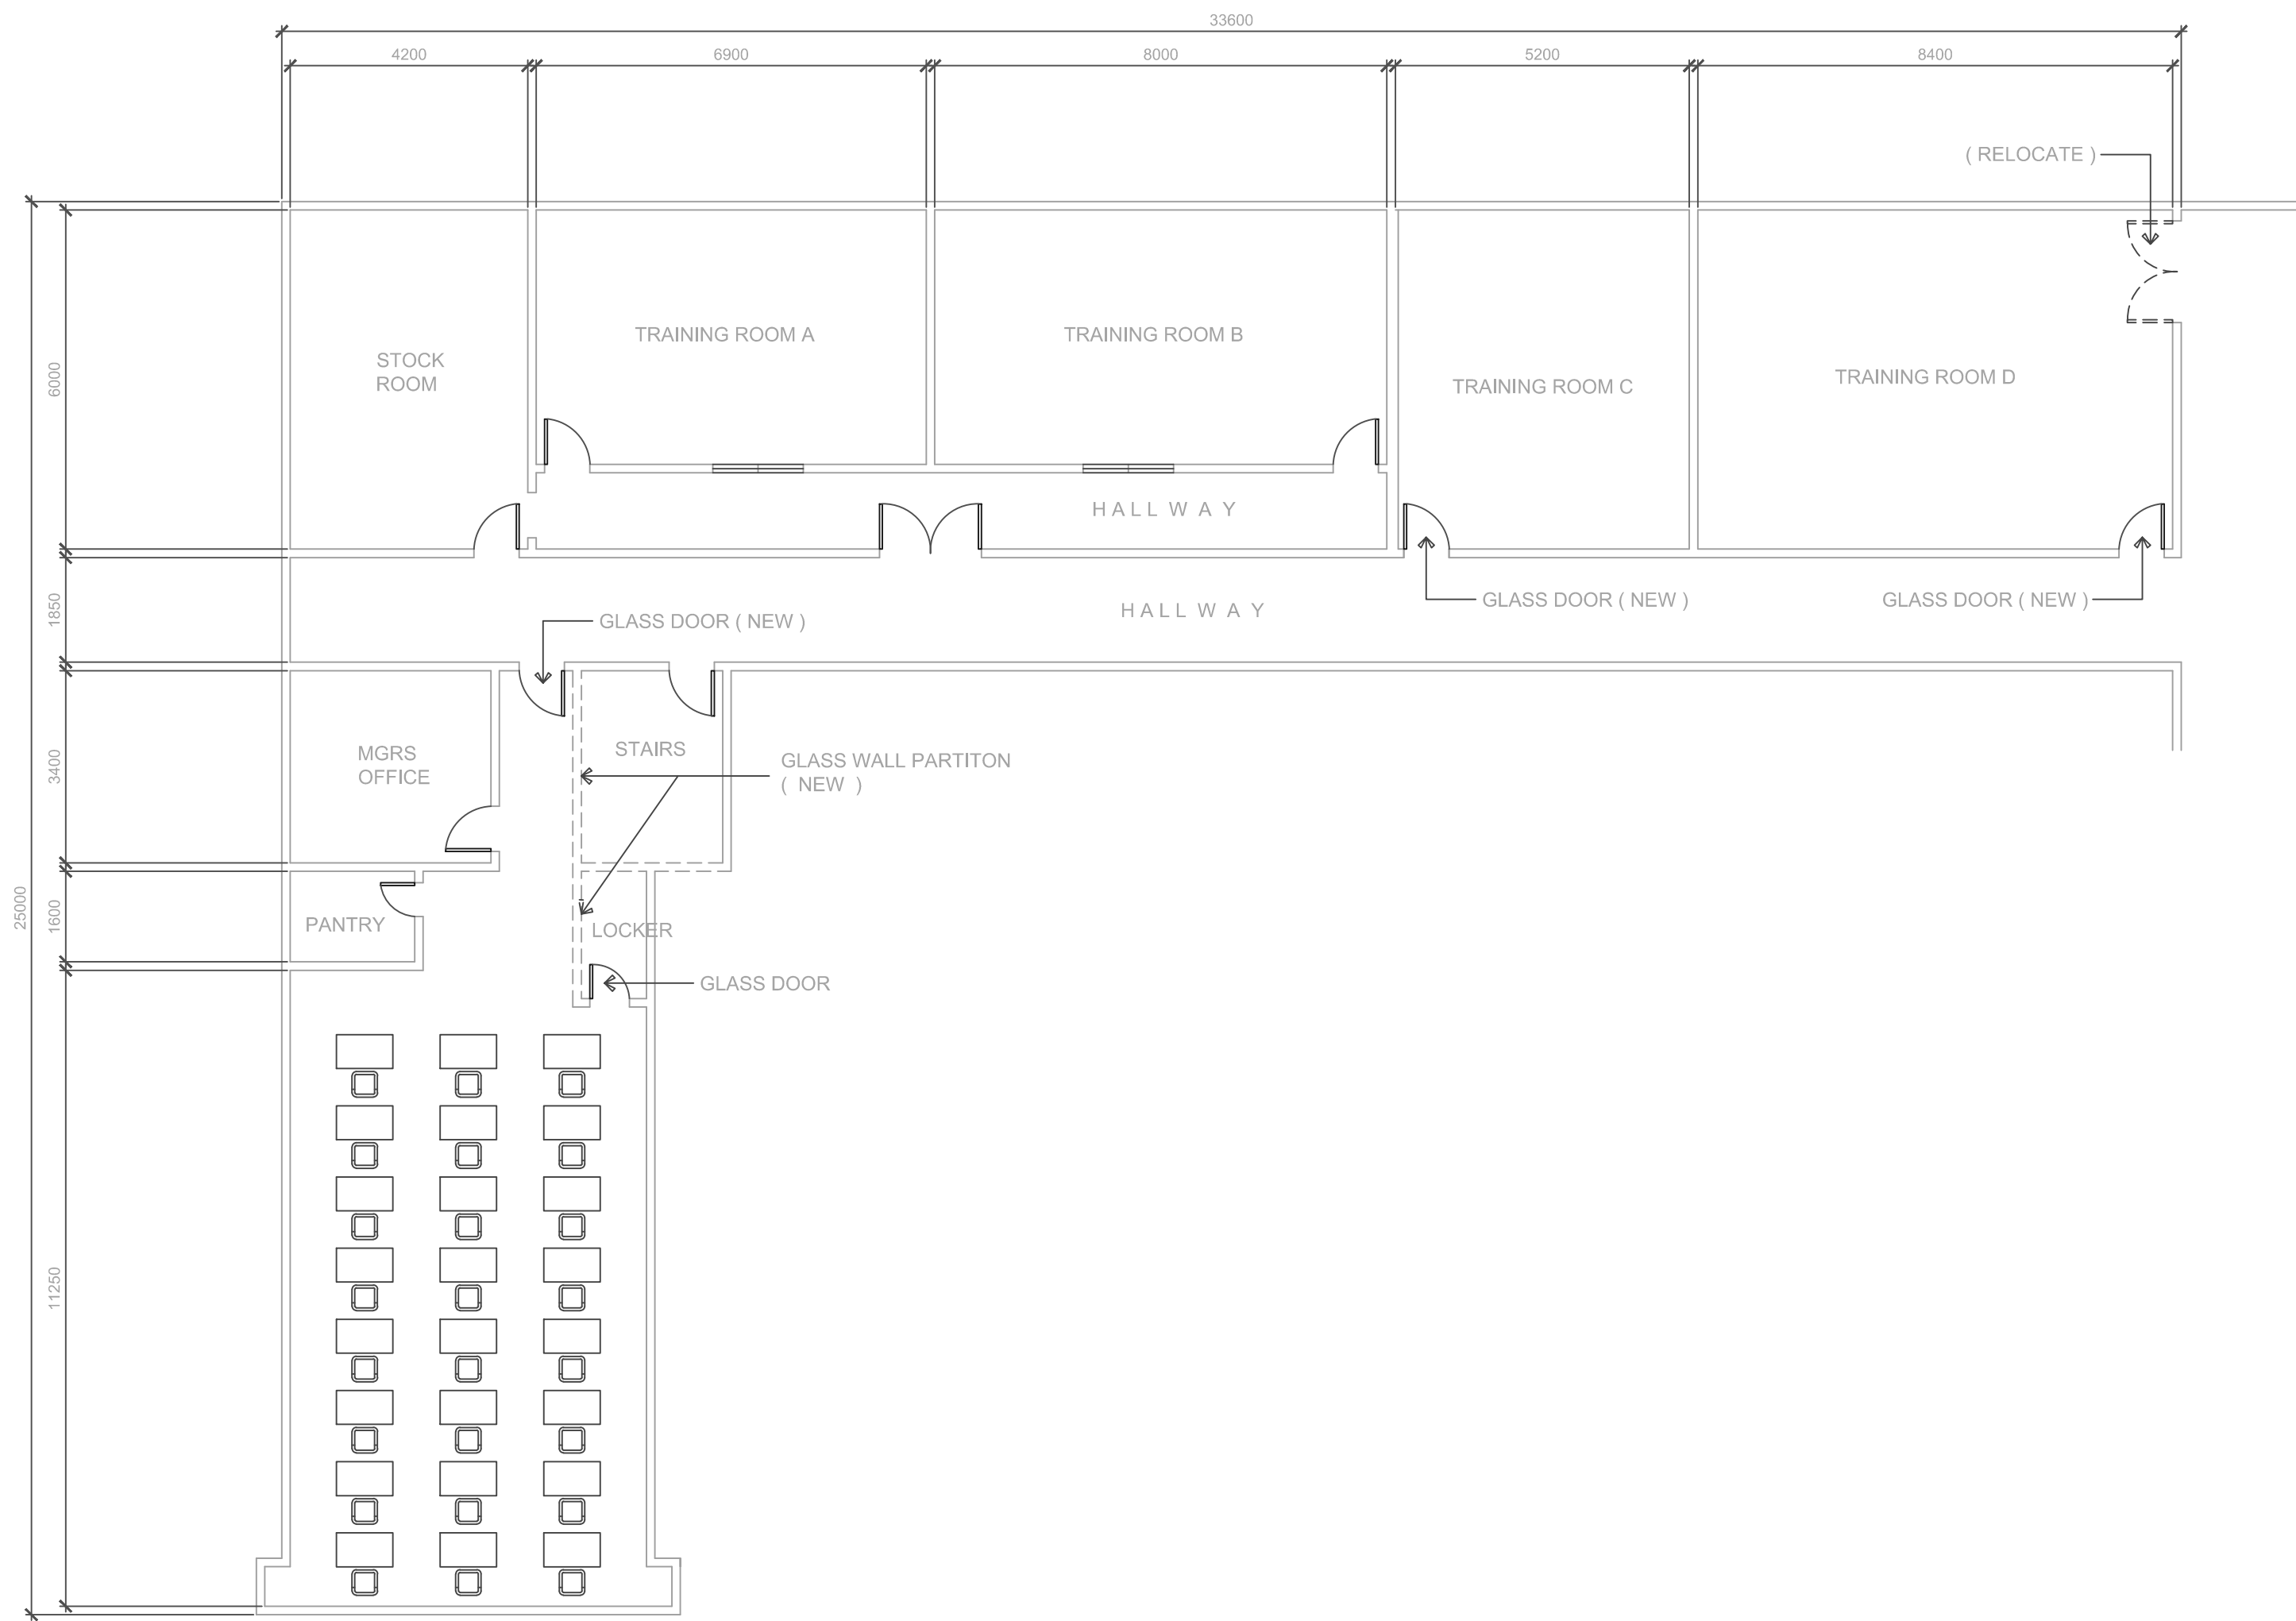 33600
4200
6900
8000
5200
8400
( RELOCATE )
TRAINING ROOM A
TRAINING ROOM B
STOCK
ROOM
TRAINING ROOM C
TRAINING ROOM D
6000
H A L L W A Y
1850
H A L L W A Y
GLASS DOOR ( NEW )
GLASS DOOR ( NEW )
GLASS DOOR ( NEW )
3400
MGRS
OFFICE
STAIRS
GLASS WALL PARTITON
( NEW )
25000
1600
PANTRY
LOCKER
GLASS DOOR
11250